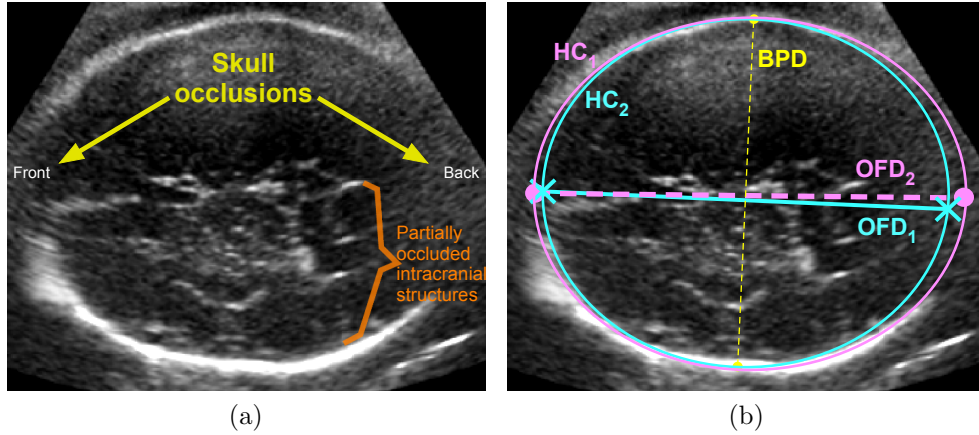 Skull
occlusions
Front
Back
Partially
occluded
intracranial
structures
(a)
HC1
HC2
BPD
OFD2
OFD1
(b)